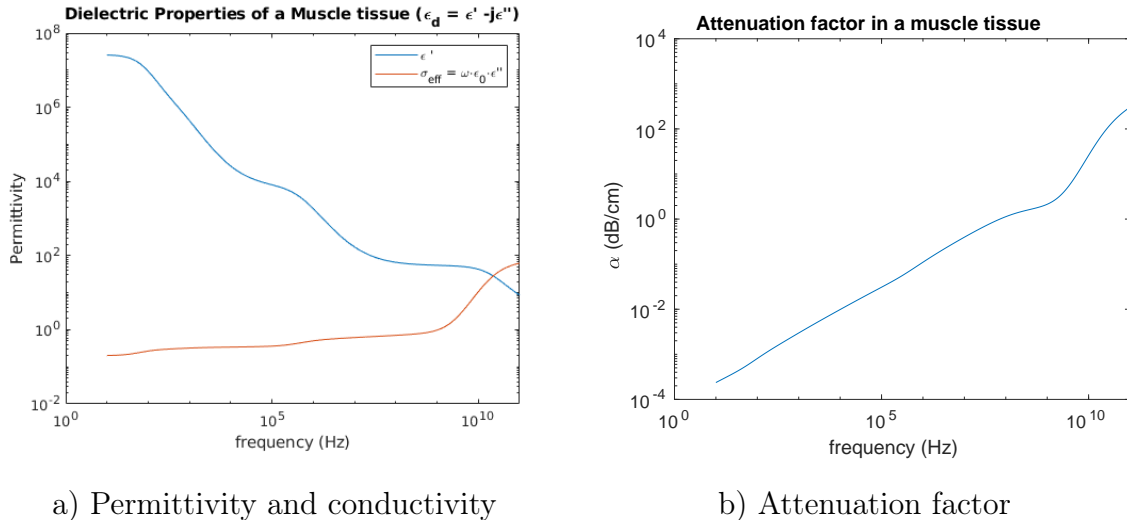 Dielectric Properties of a Muscle tissue (ϵ_d = ϵ' -jϵ'')
10^8
10^6
10^4
10^2
10^0
10^-2
Permittivity
ϵ '
σ_eff = ω·ϵ_0·ϵ''
10^0
10^5
10^10
frequency (Hz)
a) Permittivity and conductivity
Attenuation factor in a muscle tissue
10^4
10^2
10^0
10^-2
10^-4
α (dB/cm)
10^0
10^5
10^10
frequency (Hz)
b) Attenuation factor